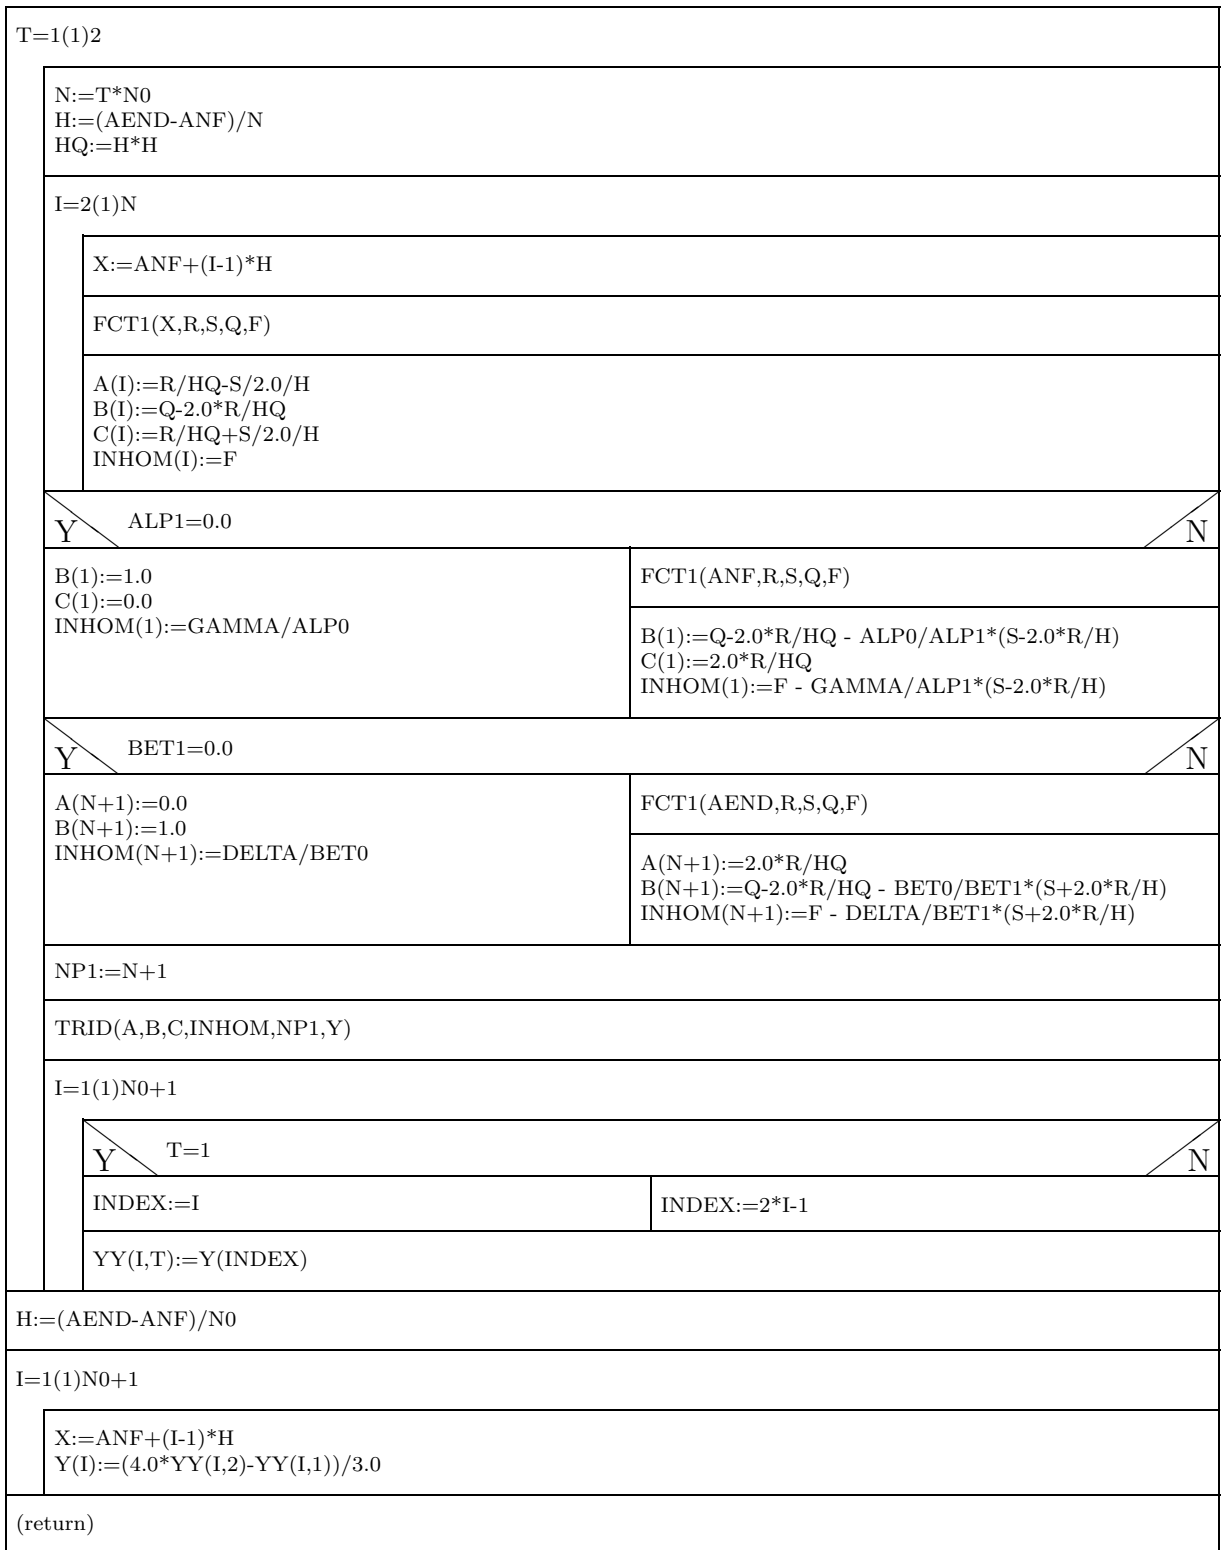 T=1(1)2
N:=T*N0
H:=(AEND-ANF)/N
HQ:=H*H
I=2(1)N
X:=ANF+(I-1)*H
FCT1(X,R,S,Q,F)
A(I):=R/HQ-S/2.0/H
B(I):=Q-2.0*R/HQ
C(I):=R/HQ+S/2.0/H
INHOM(I):=F
Y ALP1=0.0 N
B(1):=1.0
C(1):=0.0
INHOM(1):=GAMMA/ALP0
FCT1(ANF,R,S,Q,F)
B(1):=Q-2.0*R/HQ - ALP0/ALP1*(S-2.0*R/H)
C(1):=2.0*R/HQ
INHOM(1):=F - GAMMA/ALP1*(S-2.0*R/H)
Y BET1=0.0 N
A(N+1):=0.0
B(N+1):=1.0
INHOM(N+1):=DELTA/BET0
FCT1(AEND,R,S,Q,F)
A(N+1):=2.0*R/HQ
B(N+1):=Q-2.0*R/HQ - BET0/BET1*(S+2.0*R/H)
INHOM(N+1):=F - DELTA/BET1*(S+2.0*R/H)
NP1:=N+1
TRID(A,B,C,INHOM,NP1,Y)
I=1(1)N0+1
Y T=1 N
INDEX:=I
INDEX:=2*I-1
YY(I,T):=Y(INDEX)
H:=(AEND-ANF)/N0
I=1(1)N0+1
X:=ANF+(I-1)*H
Y(I):=(4.0*YY(I,2)-YY(I,1))/3.0
(return)